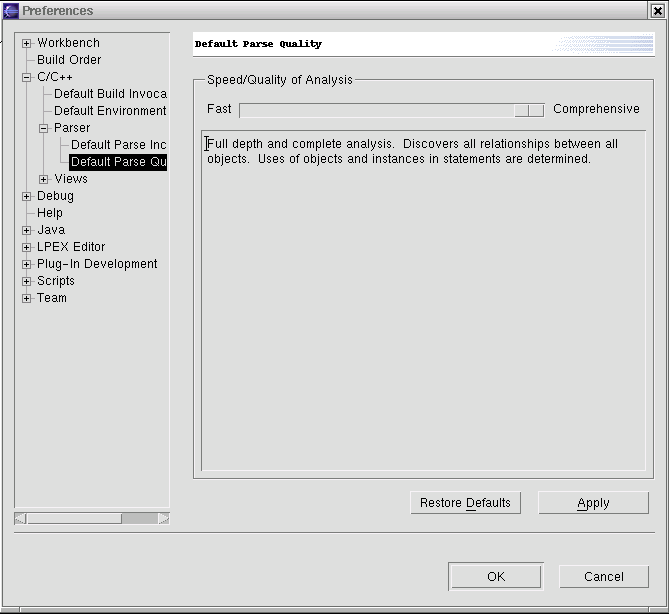 Preferences
Workbench
Build Order
C/C++
Default Build Invoca
Default Environment
Parser
Default Parse Inc
Default Parse Qu
Views
Debug
Help
Java
LPEX Editor
Plug-In Development
Scripts
Team
Default Parse Quality
Speed/Quality of Analysis
Fast
Comprehensive
Full depth and complete analysis.  Discovers all relationships between all
objects.  Uses of objects and instances in statements are determined.
Restore Defaults
Apply
OK
Cancel